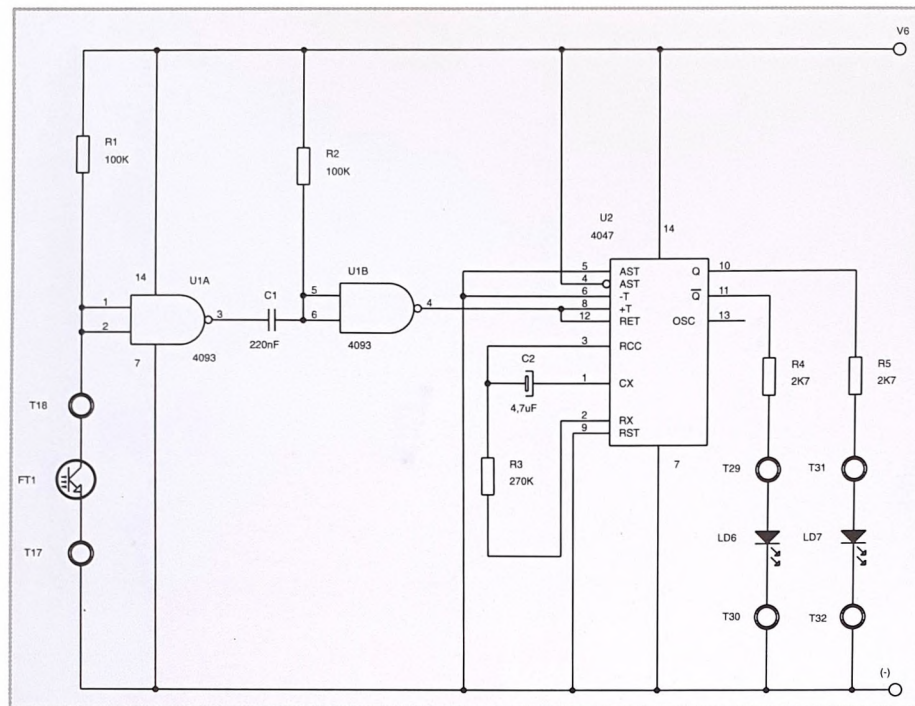 V6
R1
100K
R2
100K
U2
4047
14
14
U1A
1
2
3
7
4093
C1
220nF
U1B
5
6
4
4093
5
4
6
8
12
3
1
2
9
AST
AST
-T
+T
RET
RCC
CX
RX
RST
Q
Q
OSC
10
11
13
7
C2
4,7uF
R3
270K
R4
2K7
R5
2K7
T18
FT1
T17
T29
T31
LD6
LD7
T30
T32
(-)